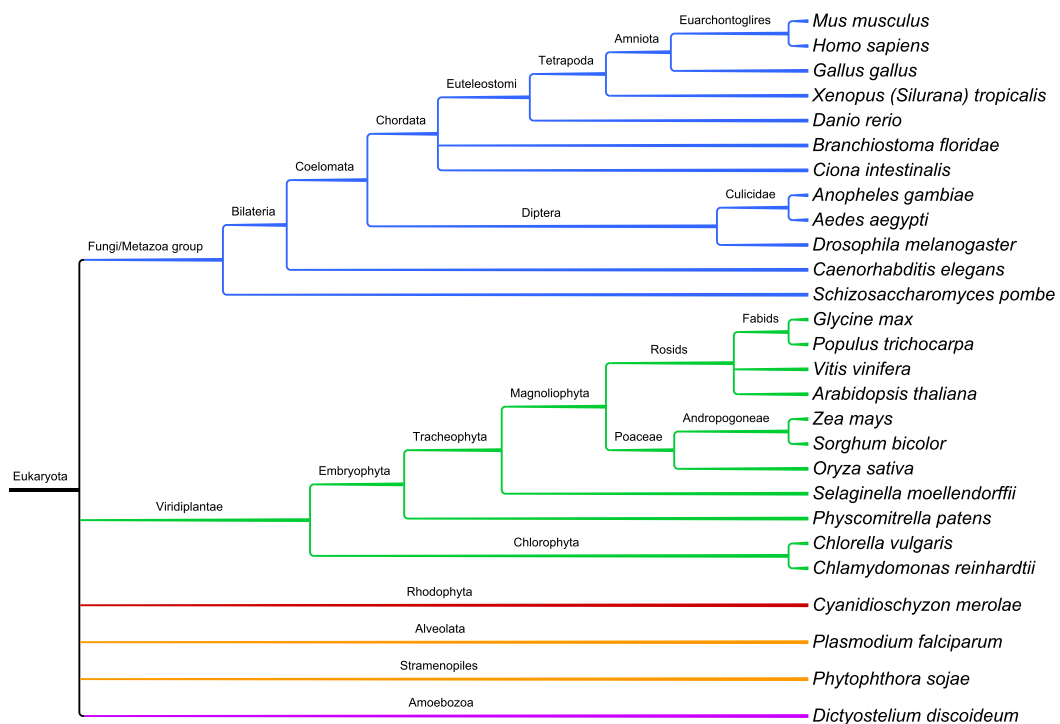 Euarchontoglires
Mus musculus
Amniota
Homo sapiens
Tetrapoda
Gallus gallus
Euteleostomi
Xenopus (Silurana) tropicalis
Chordata
Danio rerio
Branchiostoma floridae
Coelomata
Ciona intestinalis
Culicidae
Anopheles gambiae
Bilateria
Diptera
Aedes aegypti
Fungi/Metazoa group
Drosophila melanogaster
Caenorhabditis elegans
Schizosaccharomyces pombe
Fabids
Glycine max
Rosids
Populus trichocarpa
Vitis vinifera
Magnoliophyta
Arabidopsis thaliana
Andropogoneae
Zea mays
Tracheophyta
Poaceae
Sorghum bicolor
Embryophyta
Oryza sativa
Eukaryota
Selaginella moellendorffii
Viridiplantae
Physcomitrella patens
Chlorophyta
Chlorella vulgaris
Chlamydomonas reinhardtii
Rhodophyta
Cyanidioschyzon merolae
Alveolata
Plasmodium falciparum
Stramenopiles
Phytophthora sojae
Amoebozoa
Dictyostelium discoideum